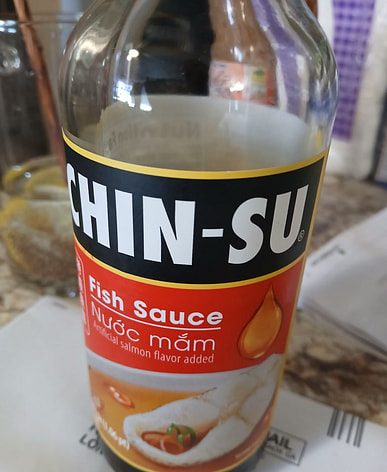 CHIN-SU®
Fish Sauce
Nước mắm
Artificial salmon flavor added